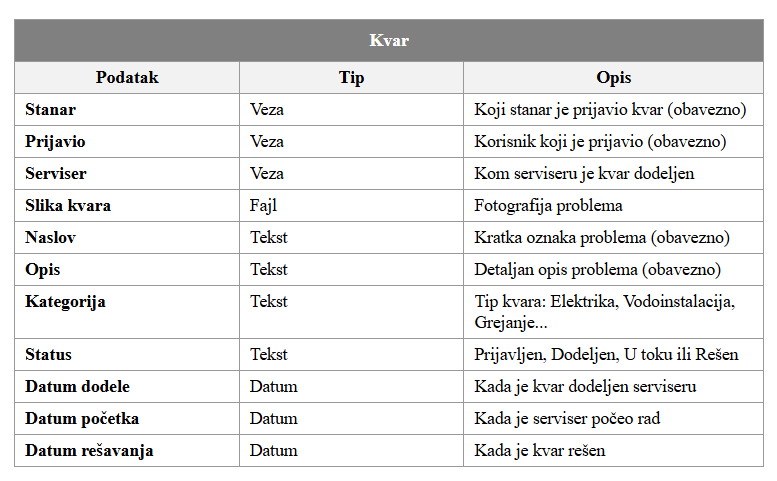 Kvar
Podatak Tip Opis
Stanar Veza Koji stanar je prijavio kvar (obavezno)
Prijavio Veza Korisnik koji je prijavio (obavezno)
Serviser Veza Kom serviseru je kvar dodeljen
Slika kvara Fajl Fotografija problema
Naslov Tekst Kratka oznaka problema (obavezno)
Opis Tekst Detaljan opis problema (obavezno)
Kategorija Tekst Tip kvara: Elektrika, Vodoinstalacija,
Grejanje...
Status Tekst Prijavljen, Dodeljen, U toku ili Rešen
Datum dodele Datum Kada je kvar dodeljen serviseru
Datum početka Datum Kada je serviser počeo rad
Datum rešavanja Datum Kada je kvar rešen